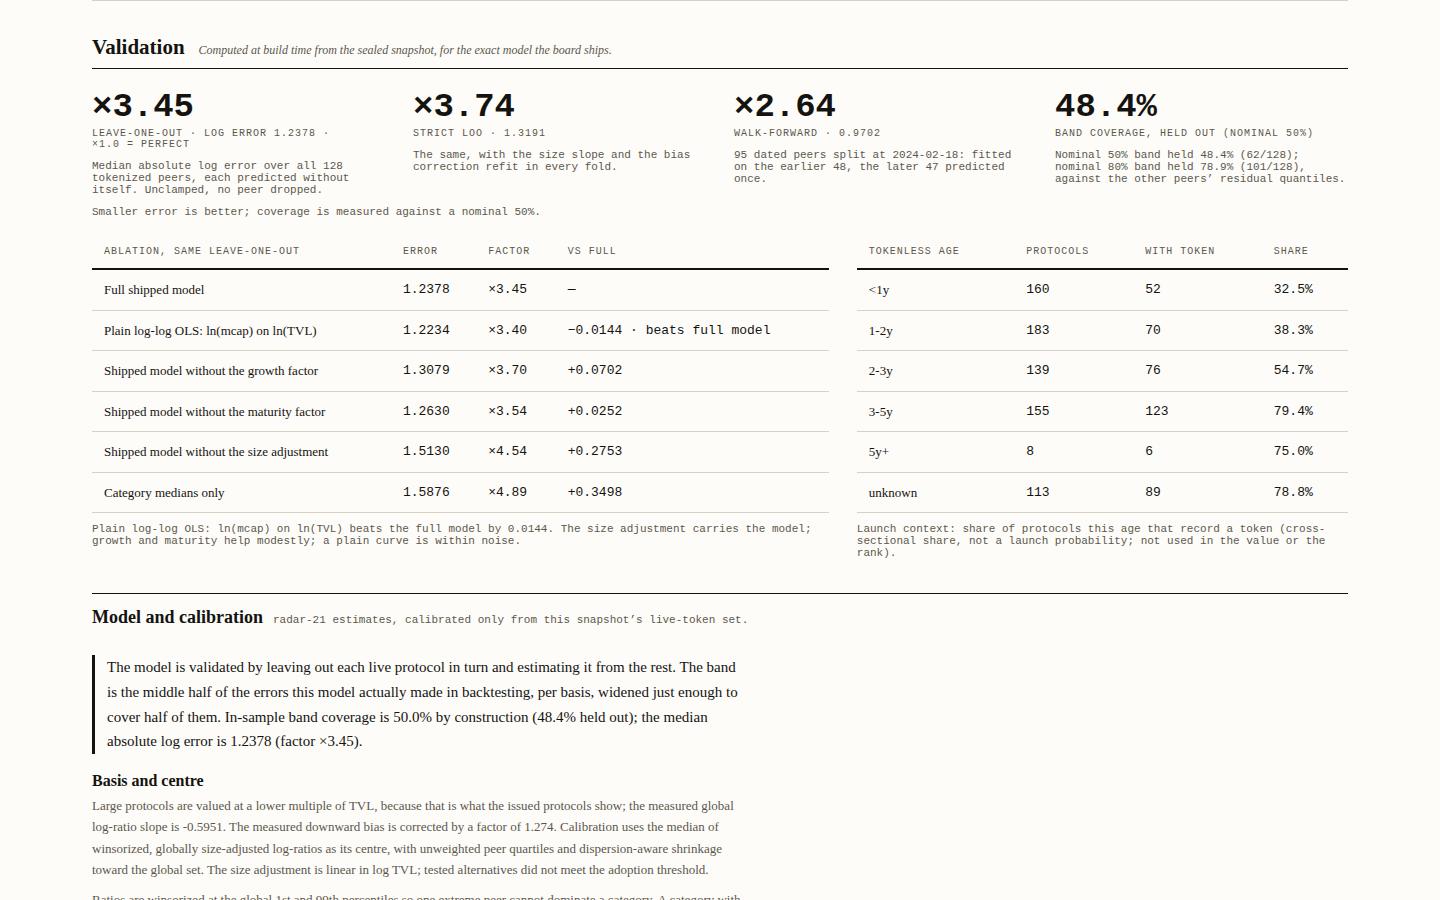 Validation Computed at build time from the sealed snapshot, for the exact model the board ships.
×3.45
LEAVE-ONE-OUT · LOG ERROR 1.2378 ·
×1.0 = PERFECT
Median absolute log error over all 128
tokenized peers, each predicted without
itself. Unclamped, no peer dropped.
×3.74
STRICT LOO · 1.3191
The same, with the size slope and the bias
correction refit in every fold.
×2.64
WALK-FORWARD · 0.9702
95 dated peers split at 2024-02-18: fitted
on the earlier 48, the later 47 predicted
once.
48.4%
BAND COVERAGE, HELD OUT (NOMINAL 50%)
Nominal 50% band held 48.4% (62/128);
nominal 80% band held 78.9% (101/128),
against the other peers’ residual quantiles.
Smaller error is better; coverage is measured against a nominal 50%.
ABLATION, SAME LEAVE-ONE-OUT ERROR FACTOR VS FULL
Full shipped model 1.2378 ×3.45 —
Plain log-log OLS: ln(mcap) on ln(TVL) 1.2234 ×3.40 −0.0144 · beats full model
Shipped model without the growth factor 1.3079 ×3.70 +0.0702
Shipped model without the maturity factor 1.2630 ×3.54 +0.0252
Shipped model without the size adjustment 1.5130 ×4.54 +0.2753
Category medians only 1.5876 ×4.89 +0.3498
Plain log-log OLS: ln(mcap) on ln(TVL) beats the full model by 0.0144. The size adjustment carries the model;
growth and maturity help modestly; a plain curve is within noise.
TOKENLESS AGE PROTOCOLS WITH TOKEN SHARE
<1y 160 52 32.5%
1-2y 183 70 38.3%
2-3y 139 76 54.7%
3-5y 155 123 79.4%
5y+ 8 6 75.0%
unknown 113 89 78.8%
Launch context: share of protocols this age that record a token (cross-
sectional share, not a launch probability; not used in the value or the
rank).
Model and calibration radar-21 estimates, calibrated only from this snapshot’s live-token set.
The model is validated by leaving out each live protocol in turn and estimating it from the rest. The band
is the middle half of the errors this model actually made in backtesting, per basis, widened just enough to
cover half of them. In-sample band coverage is 50.0% by construction (48.4% held out); the median
absolute log error is 1.2378 (factor ×3.45).
Basis and centre
Large protocols are valued at a lower multiple of TVL, because that is what the issued protocols show; the measured global
log-ratio slope is -0.5951. The measured downward bias is corrected by a factor of 1.274. Calibration uses the median of
winsorized, globally size-adjusted log-ratios as its centre, with unweighted peer quartiles and dispersion-aware shrinkage
toward the global set. The size adjustment is linear in log TVL; tested alternatives did not meet the adoption threshold.
Ratios are winsorized at the global 1st and 99th percentiles so one extreme peer cannot dominate a category. A category with